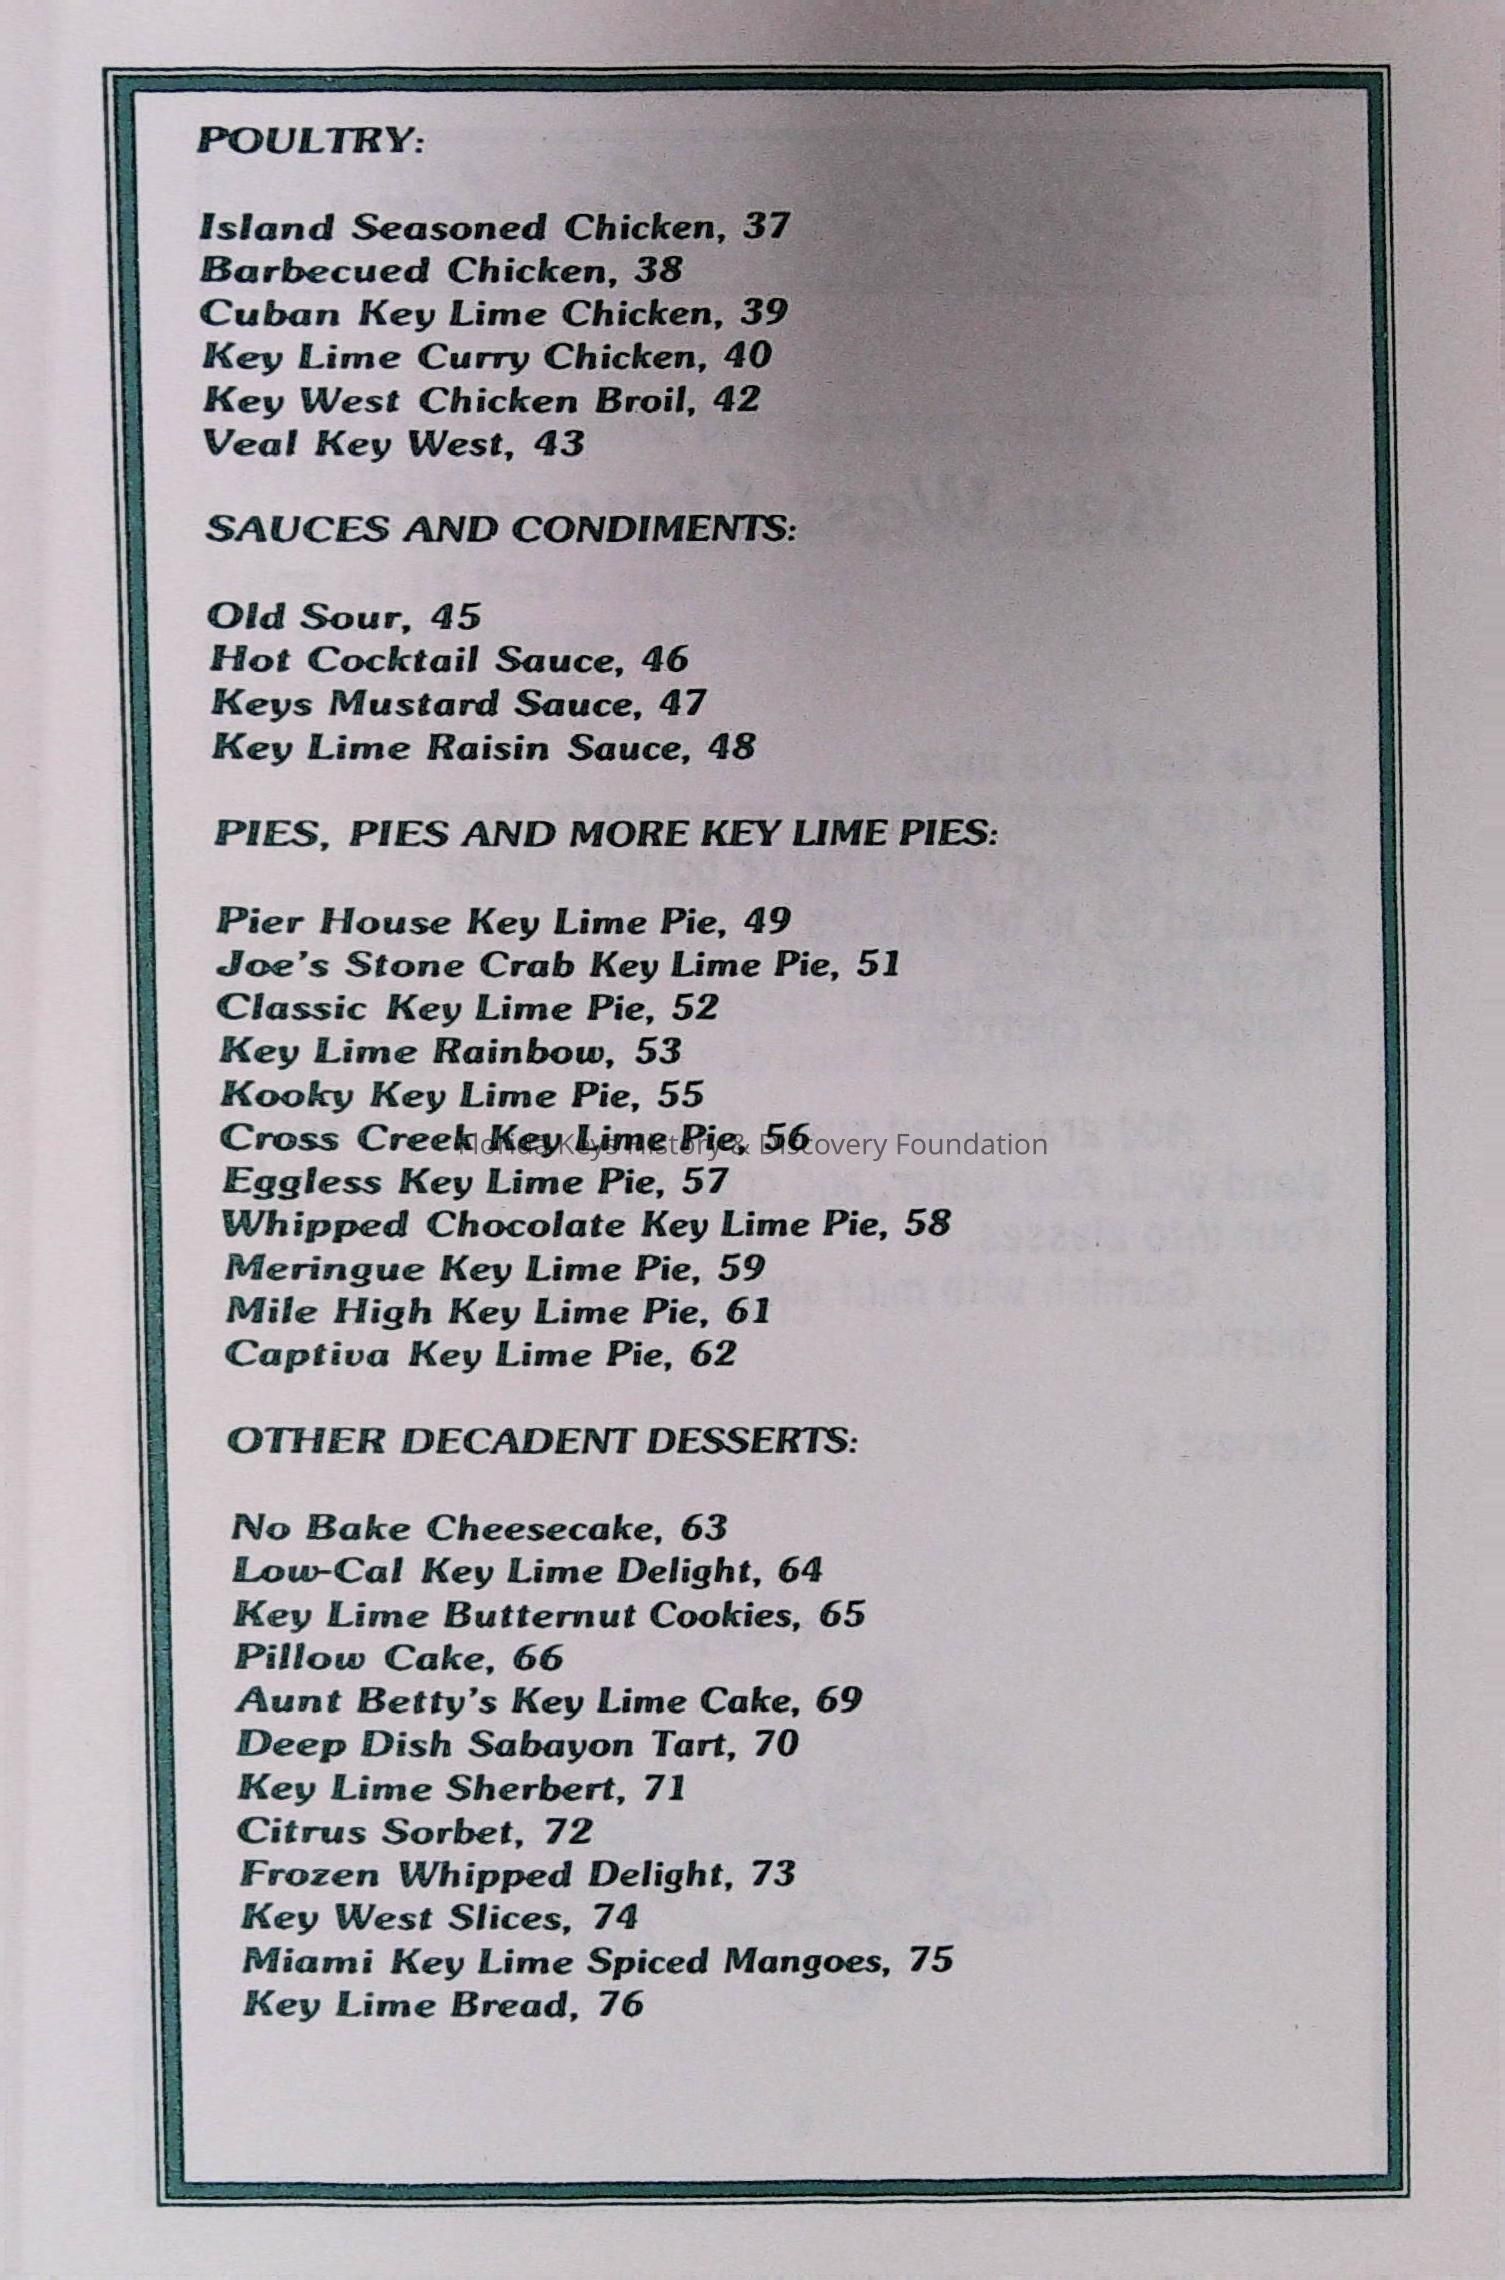 POULTRY:
Island Seasoned Chicken, 37
Barbecued Chicken, 38
Cuban Key Lime Chicken, 39
Key Lime Curry Chicken, 40
Key West Chicken Broil, 42
Veal Key West, 43
SAUCES AND CONDIMENTS:
Old Sour, 45
Hot Cocktail Sauce, 46
Keys Mustard Sauce, 47
Key Lime Raisin Sauce, 48
PIES, PIES AND MORE KEY LIME PIES:
Pier House Key Lime Pie, 49
Joe's Stone Crab Key Lime Pie, 51
Classic Key Lime Pie, 52
Key Lime Rainbow, 53
Kooky Key Lime Pie, 55
Cross Creek Key Lime Pie, 56
Florida Keys History & Discovery Foundation
Eggless Key Lime Pie, 57
Whipped Chocolate Key Lime Pie, 58
Meringue Key Lime Pie, 59
Mile High Key Lime Pie, 61
Captiva Key Lime Pie, 62
OTHER DECADENT DESSERTS:
No Bake Cheesecake, 63
Low-Cal Key Lime Delight, 64
Key Lime Butternut Cookies, 65
Pillow Cake, 66
Aunt Betty's Key Lime Cake, 69
Deep Dish Sabayon Tart, 70
Key Lime Sherbert, 71
Citrus Sorbet, 72
Frozen Whipped Delight, 73
Key West Slices, 74
Miami Key Lime Spiced Mangoes, 75
Key Lime Bread, 76